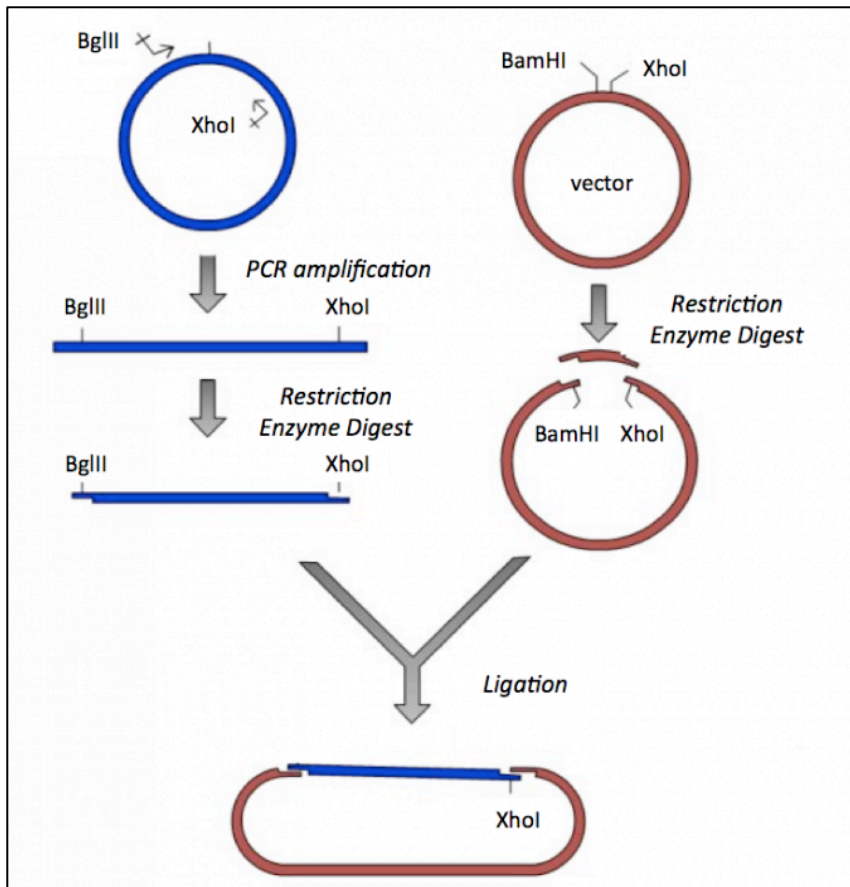 BglII
XhoI
PCR amplification
BglII
XhoI
Restriction
Enzyme Digest
BglII
XhoI
BamHI
XhoI
vector
Restriction
Enzyme Digest
BamHI
XhoI
Ligation
XhoI